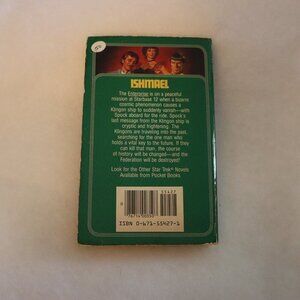 ISHMAEL
The Enterprise is on a peaceful
mission at Starbase 12 when a bizarre
cosmic phenomenon causes a
Klingon ship to suddenly vanish—with
Spock aboard for the ride. Spock's
last message from the Klingon ship is
cryptic and frightening. The
Klingons are traveling into the past,
searching for the one man who
holds a vital key to the future. If they
can kill that man, the course
of history will be changed—and the
Federation will be destroyed!
Look for the Other Star Trek® Novels
Available from Pocket Books
55427
ISBN 0-671-55427-1